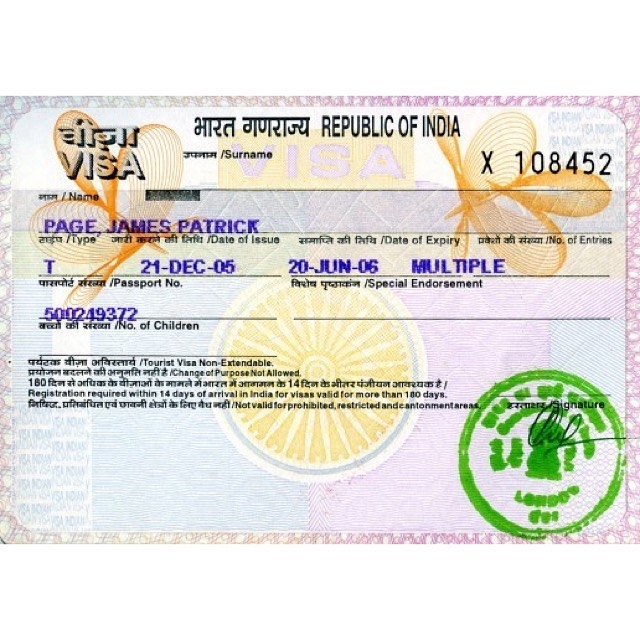 वीज़ा
VISA
भारत गणराज्य REPUBLIC OF INDIA
उपनाम /Surname
VISA
X 108452
नाम / Name
PAGE, JAMES PATRICK
टाईप /Type जारी करने की तिथि /Date of Issue समाप्ति की तिथि /Date of Expiry प्रवेशों की संख्या /No. of Entries
T 21-DEC-05 20-JUN-06 MULTIPLE
पासपोर्ट संख्या /Passport No. विशेष पृष्ठाकंन /Special Endorsement
500249372
बच्चों की संख्या /No. of Children
पर्यटक वीज़ा अविस्तार्य /Tourist Visa Non-Extendable.
प्रयोजन बदलने की अनुमति नहीं है /Change of Purpose Not Allowed.
180 दिन से अधिक के वीज़ाओं के मामले में भारत में आगमन के 14 दिन के भीतर पंजीयन आवश्यक है /
Registration required within 14 days of arrival in India for visas valid for more than 180 days.
निषिद्ध, प्रतिबंधित एवं छावनी क्षेत्रों के लिए वैध नहीं /Not valid for prohibited, restricted and cantonment areas.
हस्ताक्षर /Signature
LONDON